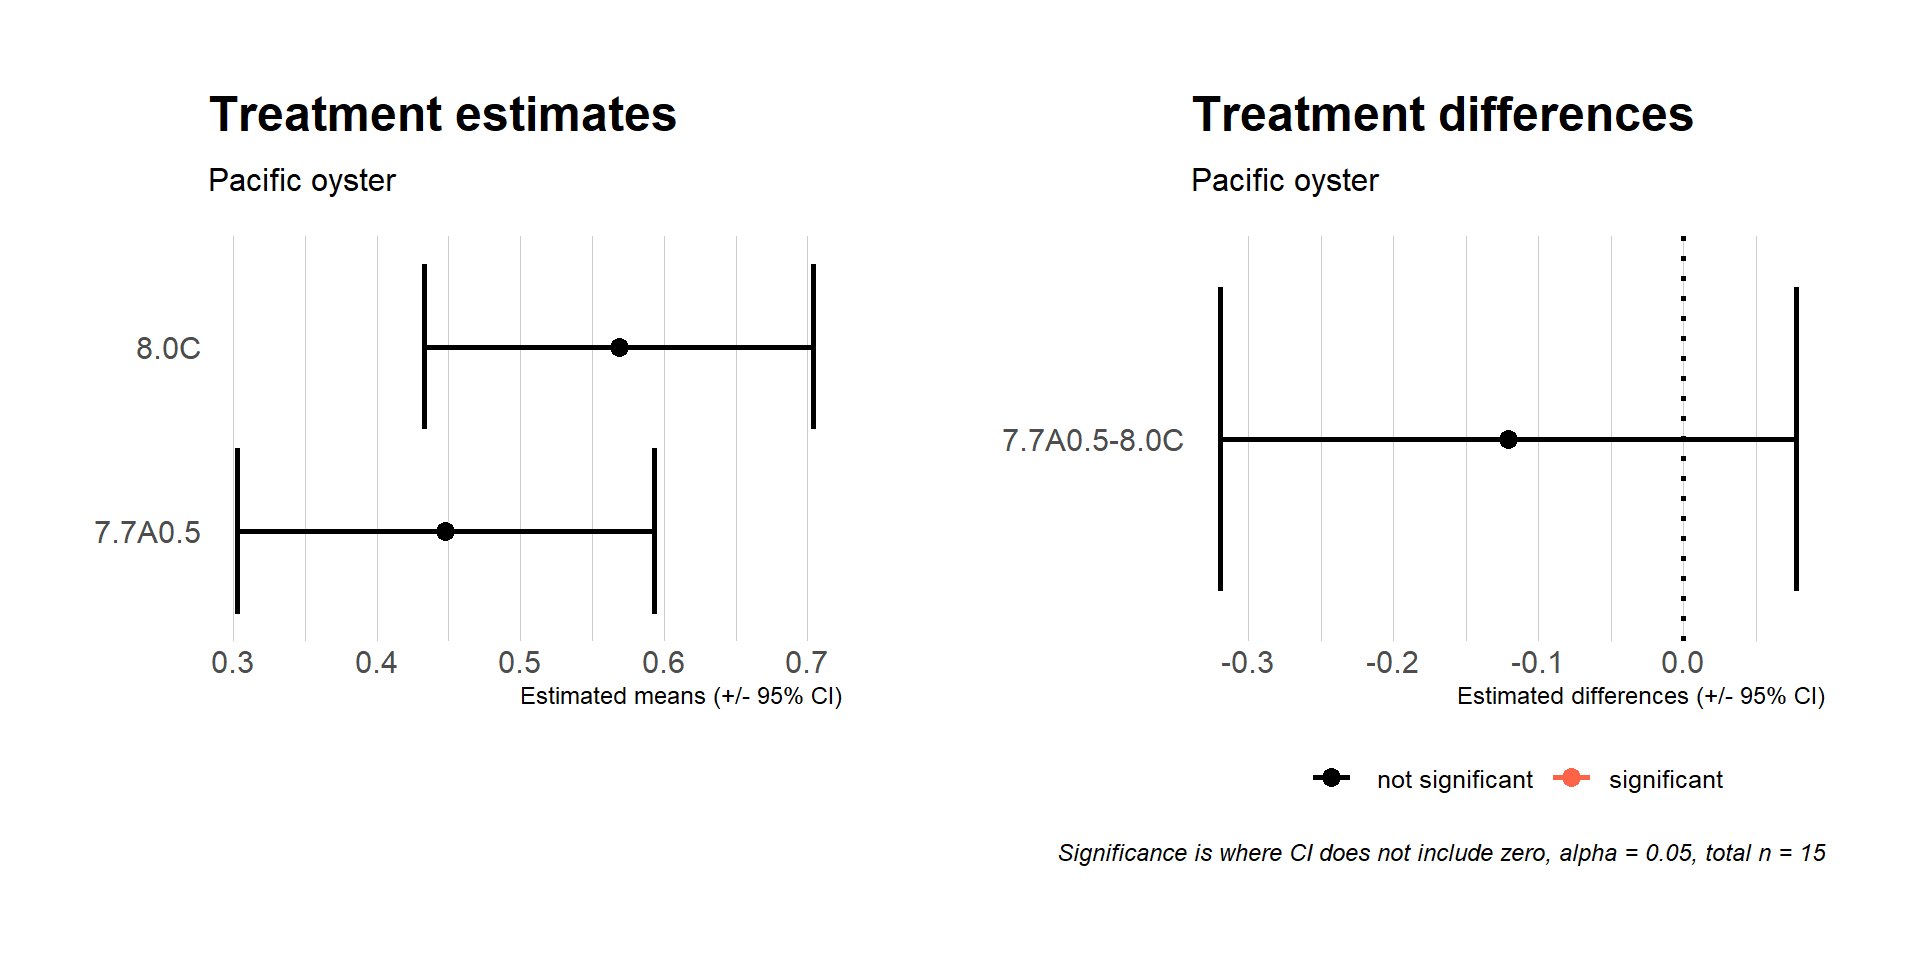 Treatment estimates
Pacific oyster
8.0C
7.7A0.5
0.3 0.4 0.5 0.6 0.7
Estimated means (+/- 95% CI)
Treatment differences
Pacific oyster
7.7A0.5-8.0C
-0.3 -0.2 -0.1 0.0
Estimated differences (+/- 95% CI)
not significant significant
Significance is where CI does not include zero, alpha = 0.05, total n = 15